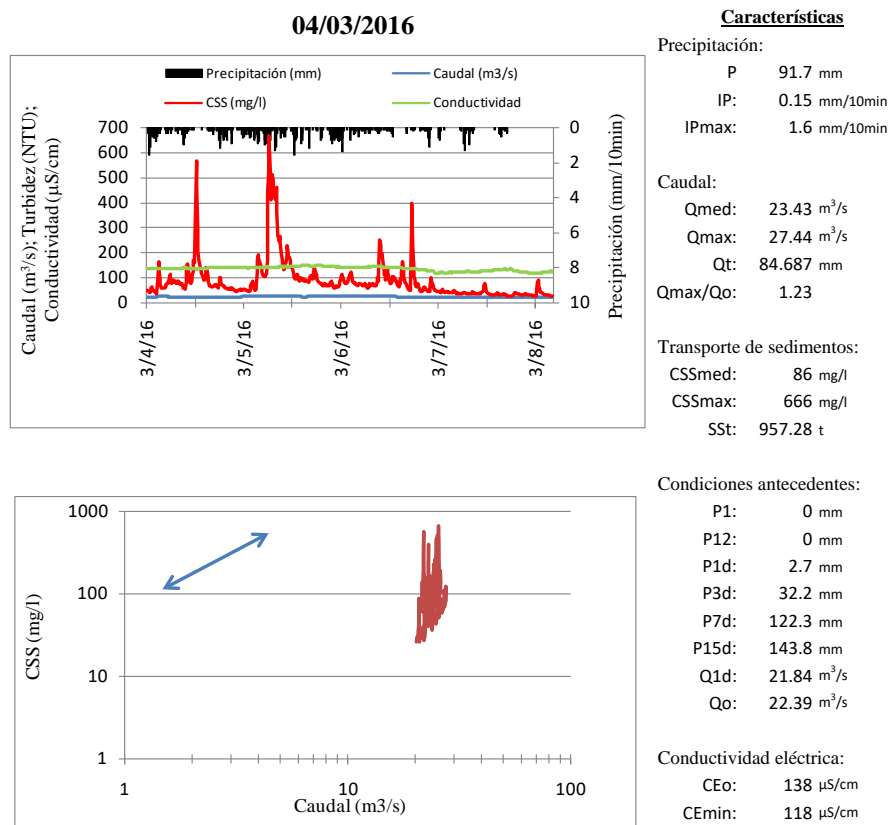 04/03/2016
Precipitación (mm)
Caudal (m3/s)
CSS (mg/l)
Conductividad
Caudal (m³/s); Turbidez (NTU);
Conductividad (µS/cm)
700
600
500
400
300
200
100
0
0
2
4
6
8
10
Precipitación (mm/10min)
3/4/16
3/5/16
3/6/16
3/7/16
3/8/16
CSS (mg/l)
1000
100
10
1
1
10
100
Caudal (m3/s)
Características
Precipitación:
P 91.7 mm
IP: 0.15 mm/10min
IPmax: 1.6 mm/10min
Caudal:
Qmed: 23.43 m³/s
Qmax: 27.44 m³/s
Qt: 84.687 mm
Qmax/Qo: 1.23
Transporte de sedimentos:
CSSmed: 86 mg/l
CSSmax: 666 mg/l
SSt: 957.28 t
Condiciones antecedentes:
P1: 0 mm
P12: 0 mm
P1d: 2.7 mm
P3d: 32.2 mm
P7d: 122.3 mm
P15d: 143.8 mm
Q1d: 21.84 m³/s
Qo: 22.39 m³/s
Conductividad eléctrica:
CEo: 138 µS/cm
CEmin: 118 µS/cm